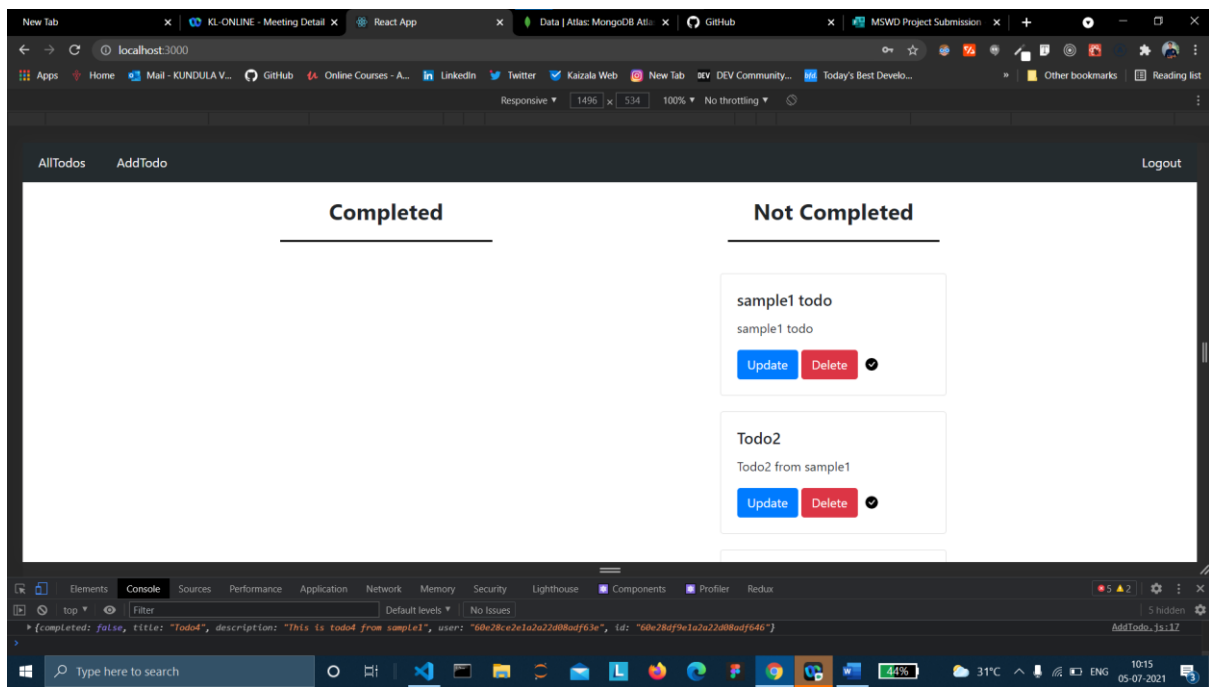 New Tab KL-ONLINE - Meeting Detail React App Data | Atlas: MongoDB Atla GitHub MSWD Project Submission
localhost:3000
Apps Home Mail - KUNDULA V... GitHub Online Courses - A... LinkedIn Twitter Kaizala Web New Tab DEV Community... Today's Best Develo... » Other bookmarks Reading list
Responsive ▼ 1496 x 534 100% ▼ No throttling ▼
AllTodos AddTodo Logout
Completed Not Completed
sample1 todo
sample1 todo
Update Delete
Todo2
Todo2 from sample1
Update Delete
Elements Console Sources Performance Application Network Memory Security Lighthouse Components Profiler Redux 5 2
top ▼ Filter Default levels ▼ No Issues 5 hidden
{completed: false, title: "Todo4", description: "This is todo4 from sample1", user: "60e28ce2e1a2a22d08adf63e", id: "60e28df9e1a2a22d08adf646"} AddTodo.js:17
Type here to search 44% 31°C ENG 10:15
05-07-2021